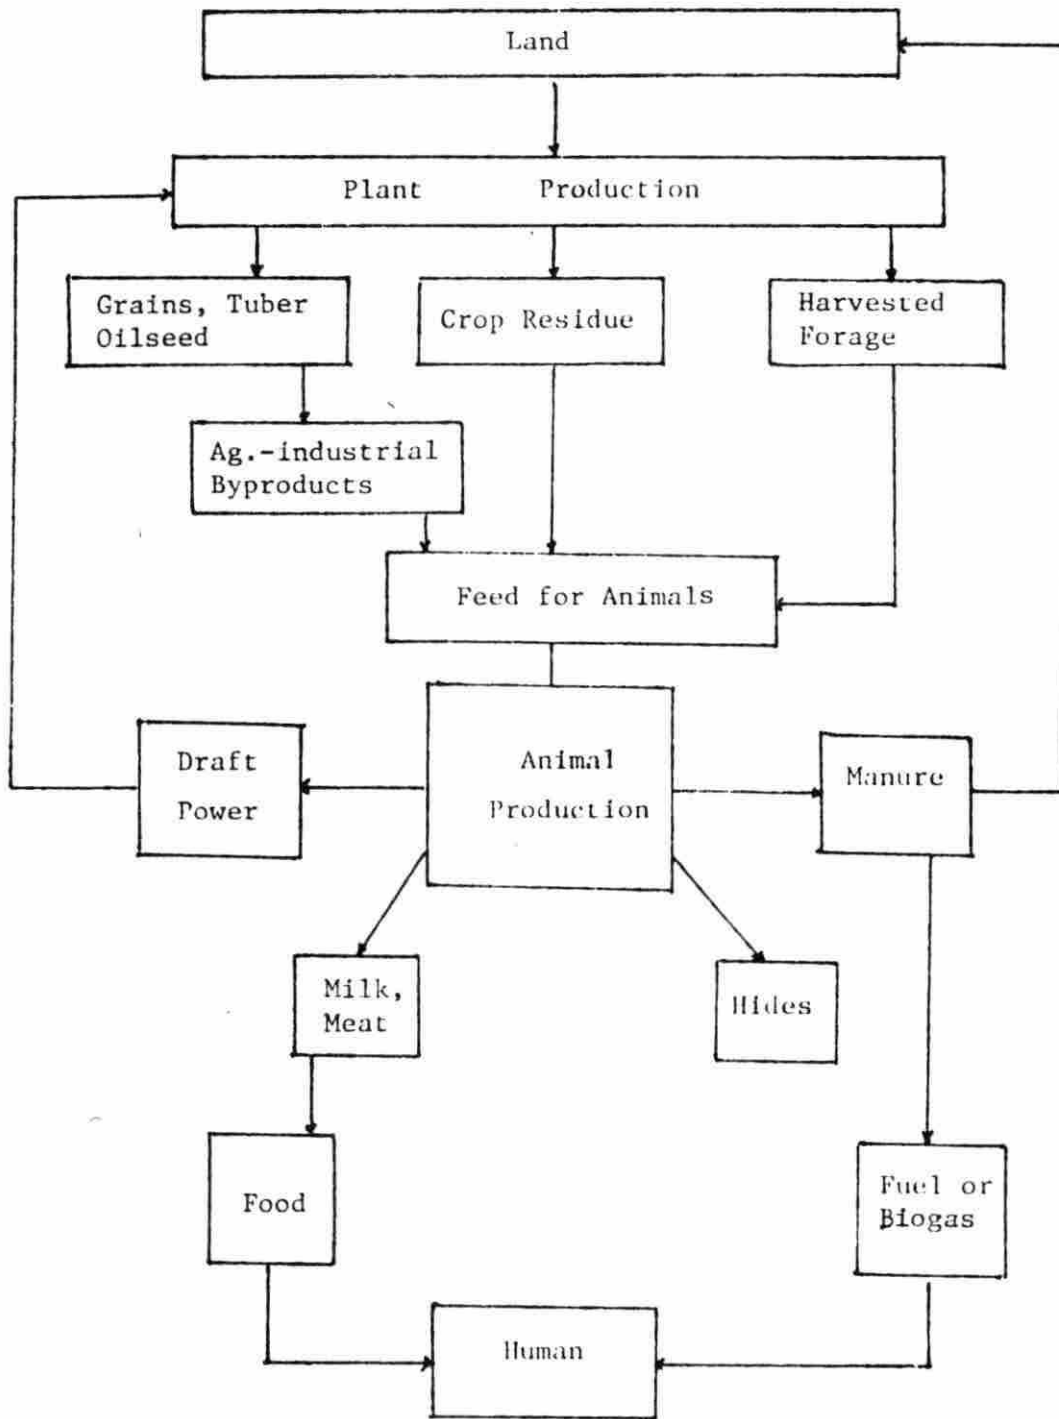 Land
Plant Production
Grains, Tuber
Oilseed
Crop Residue
Harvested
Forage
Ag.-industrial
Byproducts
Feed for Animals
Draft
Power
Animal
Production
Manure
Milk,
Meat
Hides
Food
Fuel or
Biogas
Human